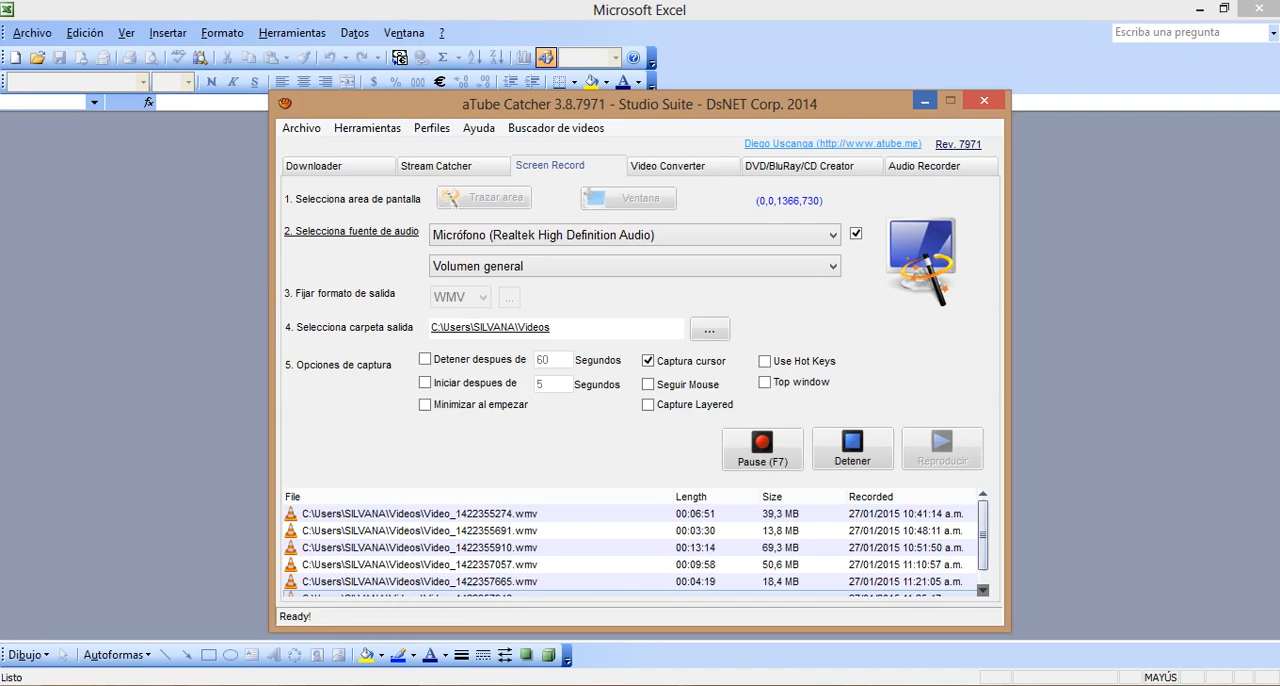 Microsoft Excel
Archivo Edición Ver Insertar Formato Herramientas Datos Ventana ?
Escriba una pregunta
N K S
$ % 000 €
fx
aTube Catcher 3.8.7971 - Studio Suite - DsNET Corp. 2014
Archivo Herramientas Perfiles Ayuda Buscador de videos
Diego Uscanga (http://www.atube.me) Rev. 7971
Downloader Stream Catcher Screen Record Video Converter DVD/BluRay/CD Creator Audio Recorder
1. Selecciona area de pantalla Trazar area Ventana (0,0,1366,730)
2. Selecciona fuente de audio Micrófono (Realtek High Definition Audio)
Volumen general
3. Fijar formato de salida WMV ...
4. Selecciona carpeta salida C:\Users\SILVANA\Videos ...
5. Opciones de captura
Detener despues de 60 Segundos Captura cursor Use Hot Keys
Iniciar despues de 5 Segundos Seguir Mouse Top window
Minimizar al empezar Capture Layered
Pause (F7) Detener Reproducir
File Length Size Recorded
C:\Users\SILVANA\Videos\Video_1422355274.wmv 00:06:51 39,3 MB 27/01/2015 10:41:14 a.m.
C:\Users\SILVANA\Videos\Video_1422355691.wmv 00:03:30 13,8 MB 27/01/2015 10:48:11 a.m.
C:\Users\SILVANA\Videos\Video_1422355910.wmv 00:13:14 69,3 MB 27/01/2015 10:51:50 a.m.
C:\Users\SILVANA\Videos\Video_1422357057.wmv 00:09:58 50,6 MB 27/01/2015 11:10:57 a.m.
C:\Users\SILVANA\Videos\Video_1422357665.wmv 00:04:19 18,4 MB 27/01/2015 11:21:05 a.m.
Ready!
Dibujo Autoformas
Listo MAYÚS